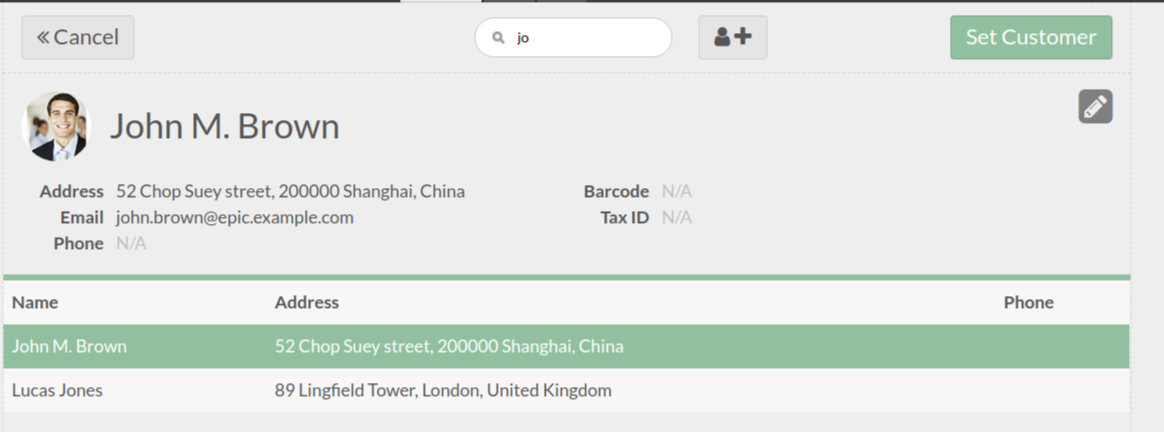 Cancel
jo
Set Customer
John M. Brown
Address 52 Chop Suey street, 200000 Shanghai, China
Barcode N/A
Email john.brown@epic.example.com
Tax ID N/A
Phone N/A
Name Address Phone
John M. Brown 52 Chop Suey street, 200000 Shanghai, China
Lucas Jones 89 Lingfield Tower, London, United Kingdom